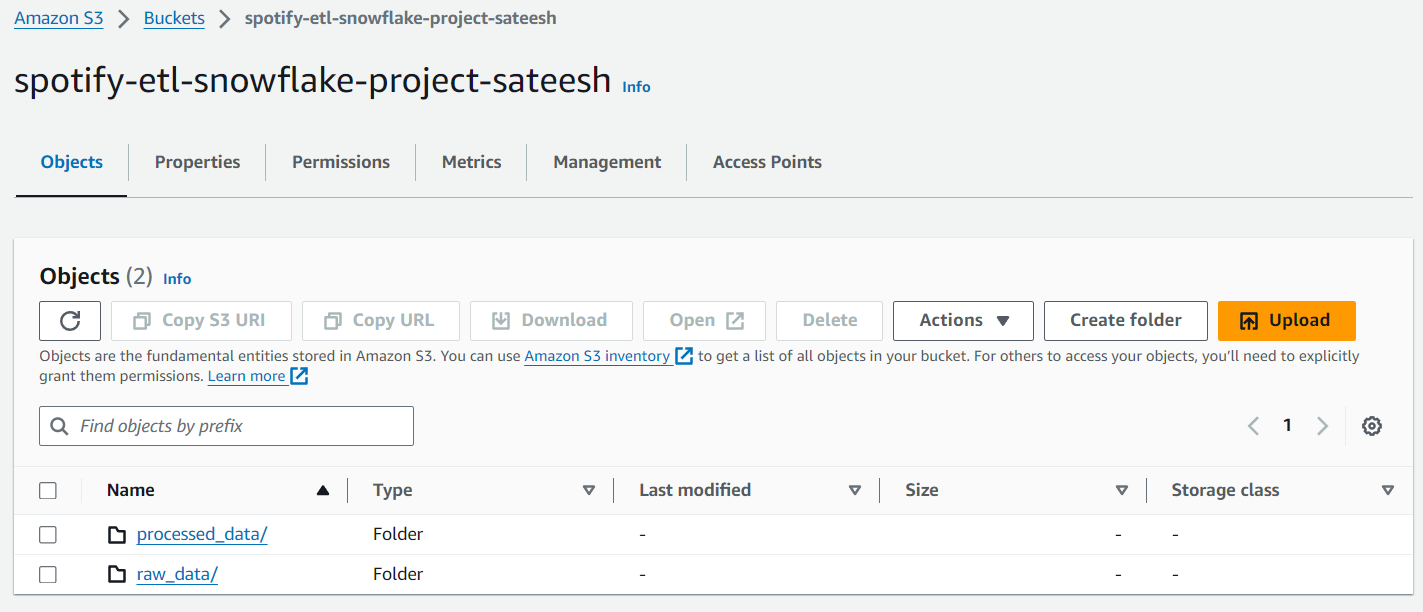 Amazon S3 > Buckets > spotify-etl-snowflake-project-sateesh
spotify-etl-snowflake-project-sateesh Info
Objects Properties Permissions Metrics Management Access Points
Objects (2) Info
Copy S3 URI Copy URL Download Open Delete Actions Create folder Upload
Objects are the fundamental entities stored in Amazon S3. You can use Amazon S3 inventory to get a list of all objects in your bucket. For others to access your objects, you’ll need to explicitly
grant them permissions. Learn more
Find objects by prefix 1
Name Type Last modified Size Storage class
processed_data/ Folder - - -
raw_data/ Folder - - -